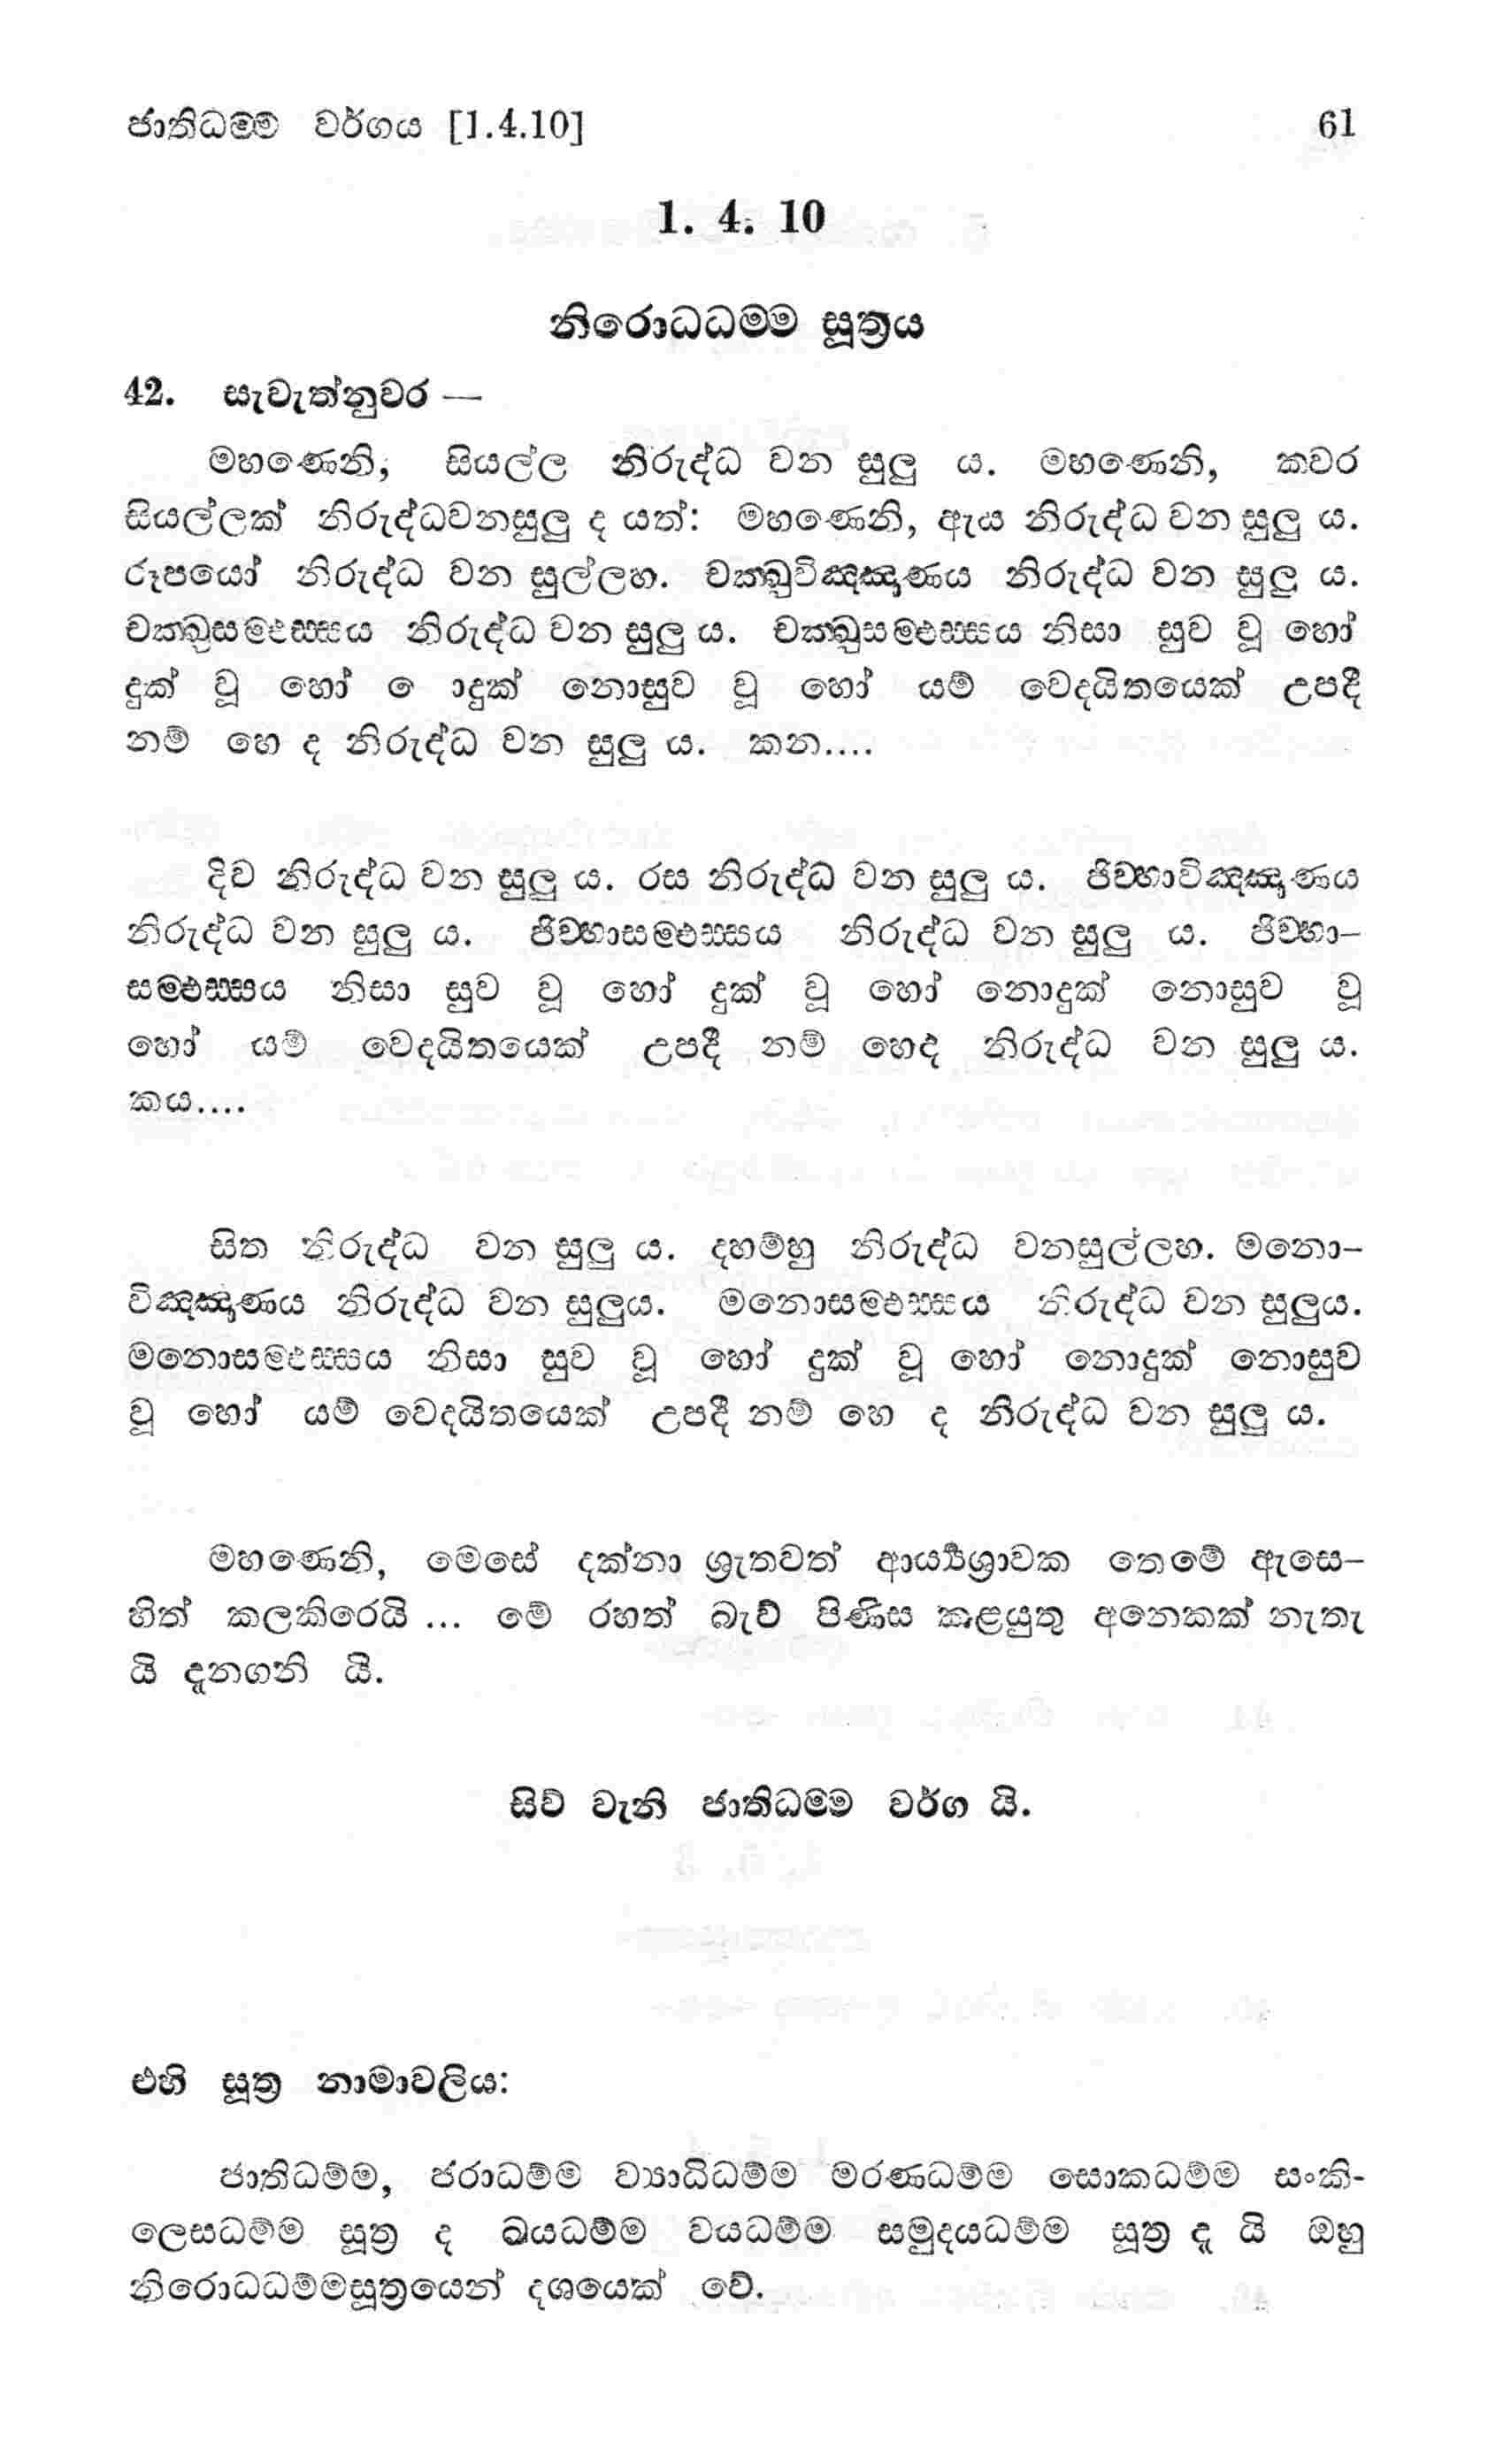 ජාතිධම්ම වර්ගය [1.4.10] 61
1. 4. 10
නිරොධධම්ම සූත්‍රය
42. සැවැත්නුවර —
මහණෙනි, සියල්ල නිරුද්ධ වන සුලු ය. මහණෙනි, කවර
සියල්ලක් නිරුද්ධවනසුලු ද යත්: මහණෙනි, ඇය නිරුද්ධ වන සුලු ය.
රූපයෝ නිරුද්ධ වන සුල්ලහ. චක්ඛුවිඤ්ඤාණය නිරුද්ධ වන සුලු ය.
චක්ඛුසම්ඵස්සය නිරුද්ධ වන සුලු ය. චක්ඛුසම්ඵස්සය නිසා සුව වූ හෝ
දුක් වූ හෝ ෙ ාදුක් නොසුව වූ හෝ යම් වෙදයිතයෙක් උපදී
නම් හෙ ද නිරුද්ධ වන සුලු ය. කන....
දිව නිරුද්ධ වන සුලු ය. රස නිරුද්ධ වන සුලු ය. ජිව්හාවිඤ්ඤාණය
නිරුද්ධ වන සුලු ය. ජිව්හාසම්ඵස්සය නිරුද්ධ වන සුලු ය. ජිව්හා-
සම්ඵස්සය නිසා සුව වූ හෝ දුක් වූ හෝ නොදුක් නොසුව වූ
හෝ යම් වෙදයිතයෙක් උපදී නම් හෙද නිරුද්ධ වන සුලු ය.
කය....
සිත නිරුද්ධ වන සුලු ය. දහම්හු නිරුද්ධ වනසුල්ලහ. මනො-
විඤ්ඤාණය නිරුද්ධ වන සුලුය. මනොසම්ඵස්සය නිරුද්ධ වන සුලුය.
මනොසම්ඵස්සය නිසා සුව වූ හෝ දුක් වූ හෝ නොදුක් නොසුව
වූ හෝ යම් වෙදයිතයෙක් උපදී නම් හෙ ද නිරුද්ධ වන සුලු ය.
මහණෙනි, මෙසේ දක්නා ශ්‍රැතවත් ආර්‍ය්‍යශ්‍රාවක තෙමේ ඇසෙ-
හිත් කලකිරෙයි ... මේ රහත් බැව් පිණිස කළයුතු අනෙකක් නැතැ
යි දැනගනි යි.
සිව් වැනි ජාතිධම්ම වර්ග යි.
එහි සූත්‍ර නාමාවලිය:
ජාතිධම්ම, ජරාධම්ම ව්‍යාධිධම්ම මරණධම්ම සොකධම්ම සංකි-
ලෙසධම්ම සූත්‍ර ද ඛයධම්ම වයධම්ම සමුදයධම්ම සූත්‍ර ද යි ඔහු
නිරොධධම්මසූත්‍රයෙන් දශයෙක් වේ.